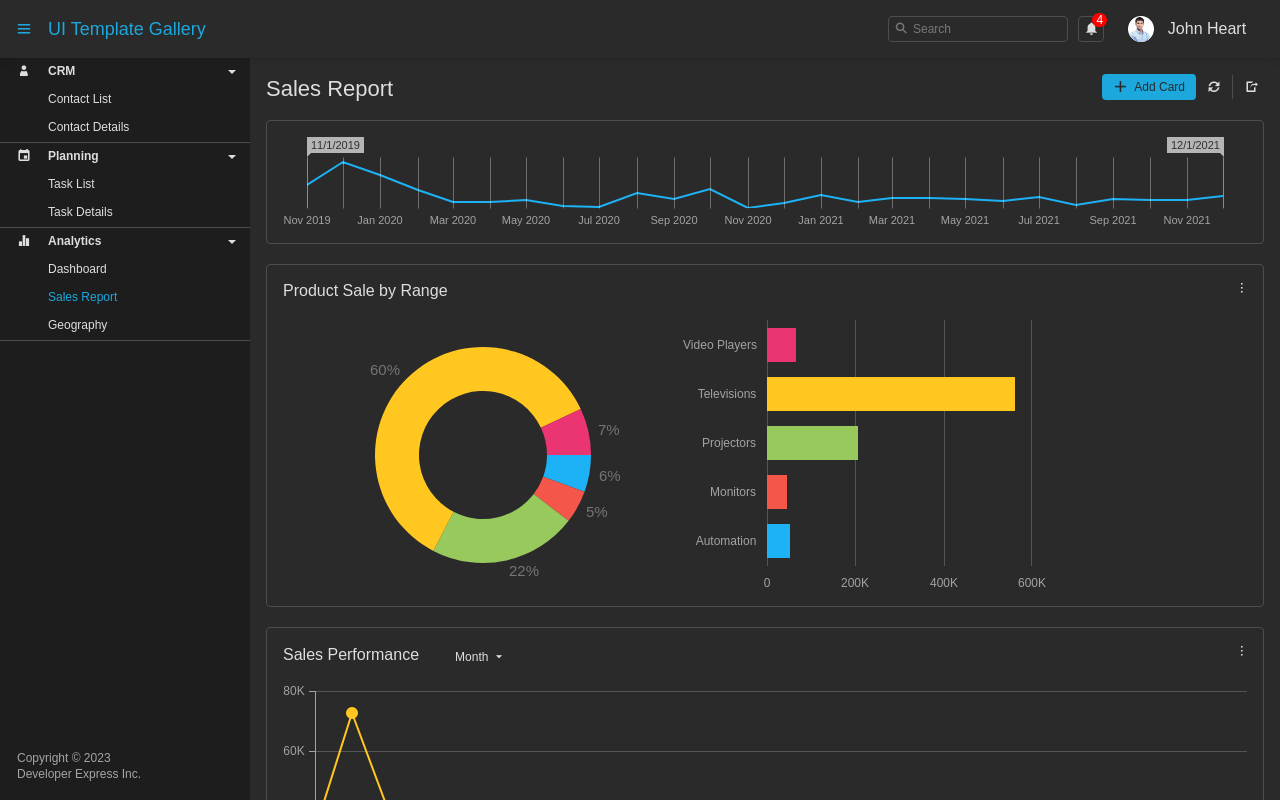 UI Template Gallery
Search
4
John Heart
CRM
Contact List
Contact Details
Planning
Task List
Task Details
Analytics
Dashboard
Sales Report
Geography
Copyright © 2023
Developer Express Inc.
Sales Report
Add Card
11/1/2019
12/1/2021
Nov 2019 Jan 2020 Mar 2020 May 2020 Jul 2020 Sep 2020 Nov 2020 Jan 2021 Mar 2021 May 2021 Jul 2021 Sep 2021 Nov 2021
Product Sale by Range
60%
7%
6%
5%
22%
Video Players
Televisions
Projectors
Monitors
Automation
0 200K 400K 600K
Sales Performance
Month
80K
60K